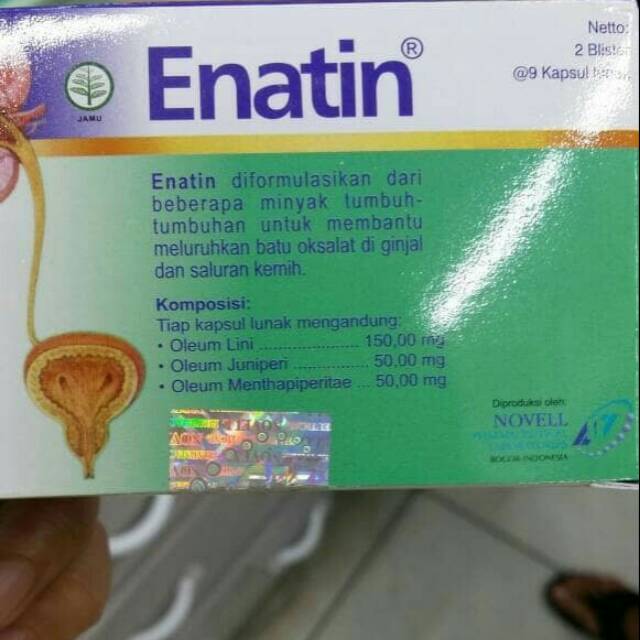 Enatin®
JAMU
Netto:
2 Blister
@9 Kapsul
Enatin diformulasikan dari
beberapa minyak tumbuh-
tumbuhan untuk membantu
meluruhkan batu oksalat di ginjal
dan saluran kemih.
Komposisi:
Tiap kapsul lunak mengandung:
• Oleum Lini .......................... 150,00 mg
• Oleum Juniperi ................. 50,00 mg
• Oleum Menthapiperitae ... 50,00 mg
Diproduksi oleh:
NOVELL
BOGOR-INDONESIA